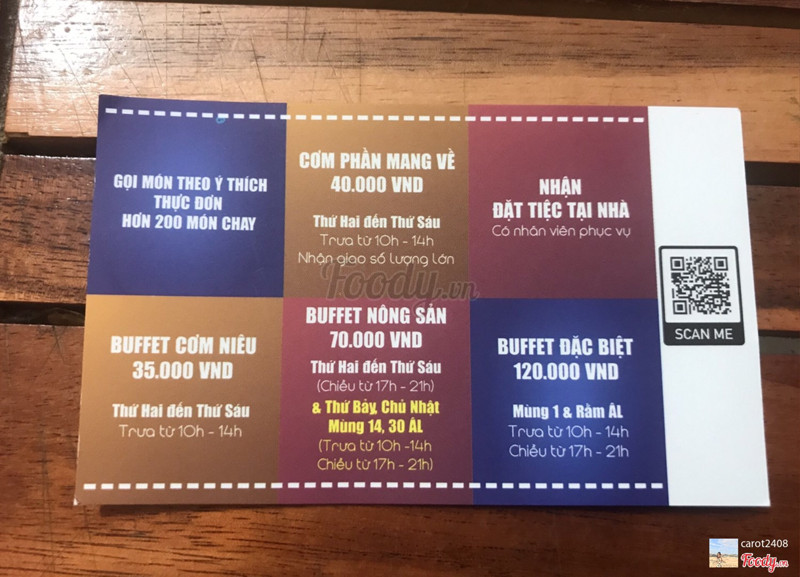 GỌI MÓN THEO Ý THÍCH
THỰC ĐƠN
HƠN 200 MÓN CHAY
CƠM PHẦN MANG VỀ
40.000 VND
Thứ Hai đến Thứ Sáu
Trưa từ 10h - 14h
Nhận giao số lượng lớn
NHẬN
ĐẶT TIỆC TẠI NHÀ
Có nhân viên phục vụ
Foody.vn
BUFFET CƠM NIÊU
35.000 VND
Thứ Hai đến Thứ Sáu
Trưa từ 10h - 14h
BUFFET NÔNG SẢN
70.000 VND
Thứ Hai đến Thứ Sáu
(Chiều từ 17h - 21h)
& Thứ Bảy, Chủ Nhật
Mùng 14, 30 ÂL
(Trưa từ 10h -14h
Chiều từ 17h - 21h)
BUFFET ĐẶC BIỆT
120.000 VND
Mùng 1 & Rằm ÂL
Trưa từ 10h - 14h
Chiều từ 17h - 21h
SCAN ME
carot2408
Foody.vn